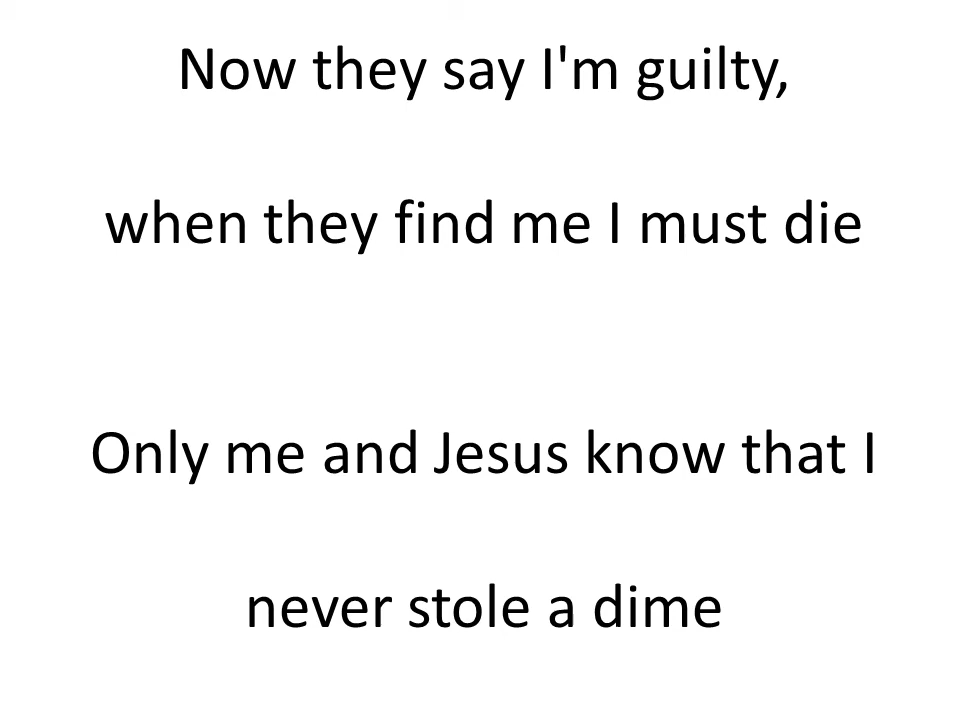 Now they say I'm guilty,
when they find me I must die
Only me and Jesus know that I
never stole a dime